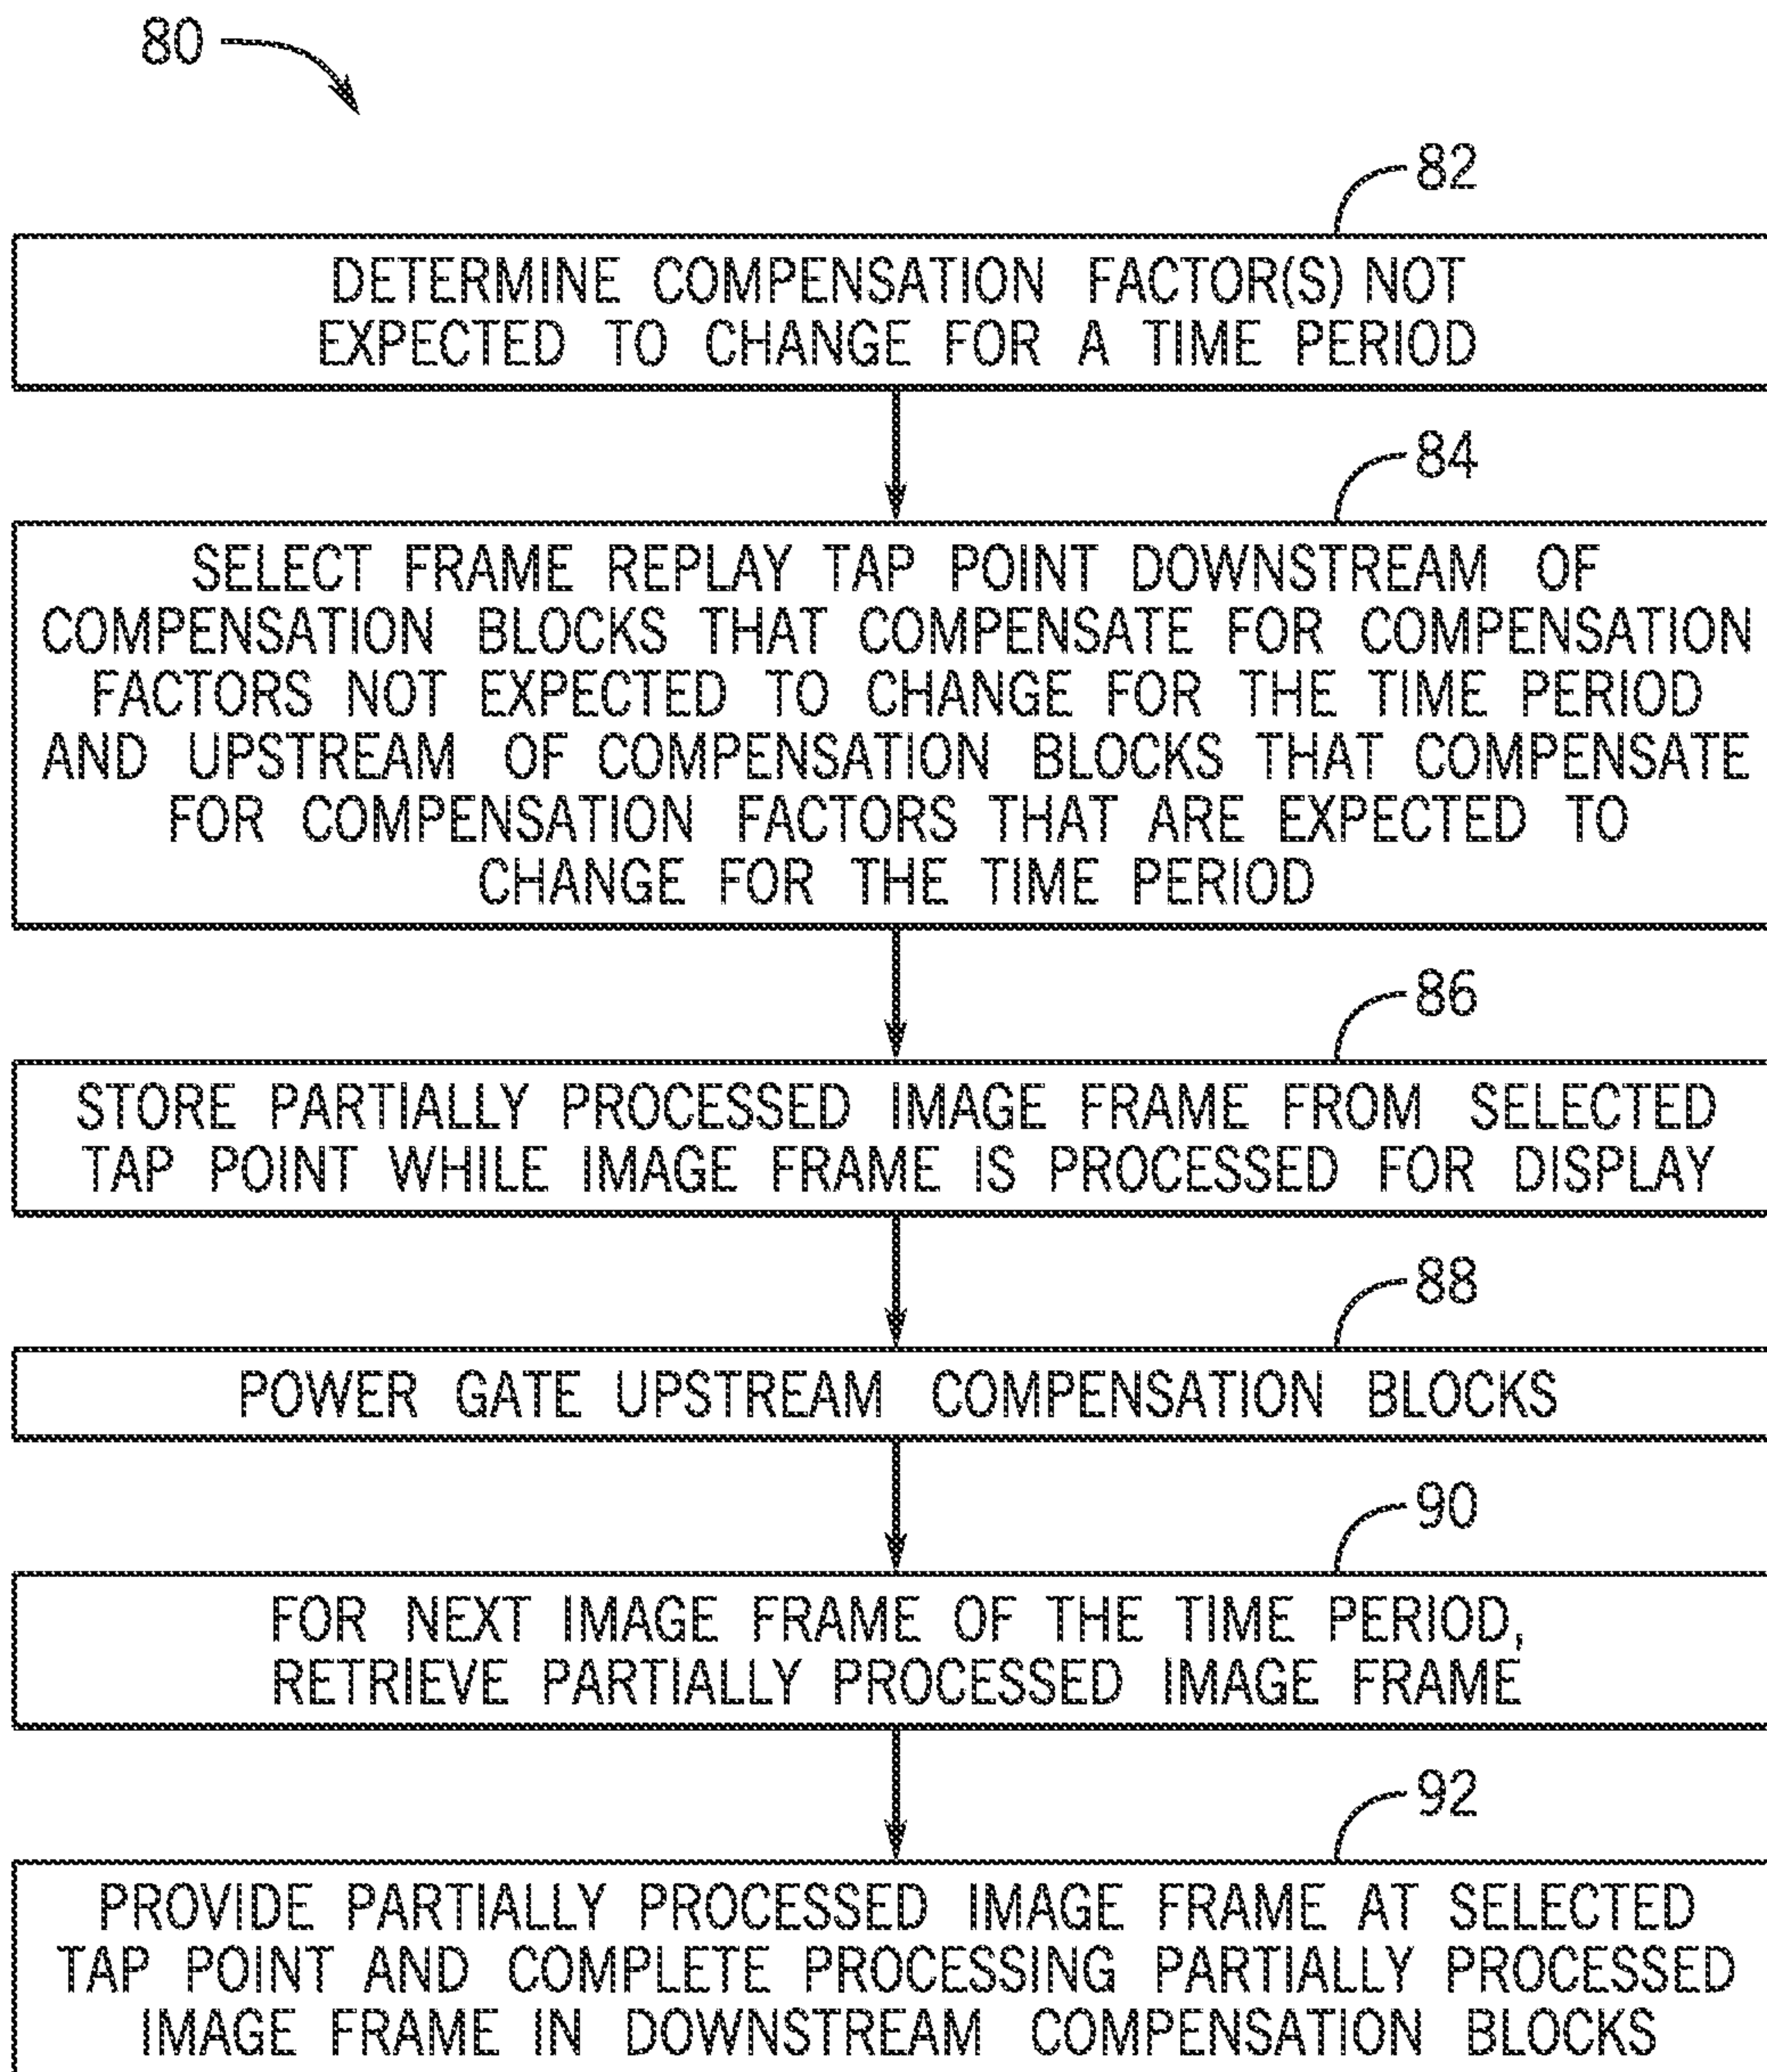 80
82
DETERMINE COMPENSATION FACTOR(S) NOT
EXPECTED TO CHANGE FOR A TIME PERIOD
84
SELECT FRAME REPLAY TAP POINT DOWNSTREAM OF
COMPENSATION BLOCKS THAT COMPENSATE FOR COMPENSATION
FACTORS NOT EXPECTED TO CHANGE FOR THE TIME PERIOD
AND UPSTREAM OF COMPENSATION BLOCKS THAT COMPENSATE
FOR COMPENSATION FACTORS THAT ARE EXPECTED TO
CHANGE FOR THE TIME PERIOD
86
STORE PARTIALLY PROCESSED IMAGE FRAME FROM SELECTED
TAP POINT WHILE IMAGE FRAME IS PROCESSED FOR DISPLAY
88
POWER GATE UPSTREAM COMPENSATION BLOCKS
90
FOR NEXT IMAGE FRAME OF THE TIME PERIOD,
RETRIEVE PARTIALLY PROCESSED IMAGE FRAME
92
PROVIDE PARTIALLY PROCESSED IMAGE FRAME AT SELECTED
TAP POINT AND COMPLETE PROCESSING PARTIALLY PROCESSED
IMAGE FRAME IN DOWNSTREAM COMPENSATION BLOCKS